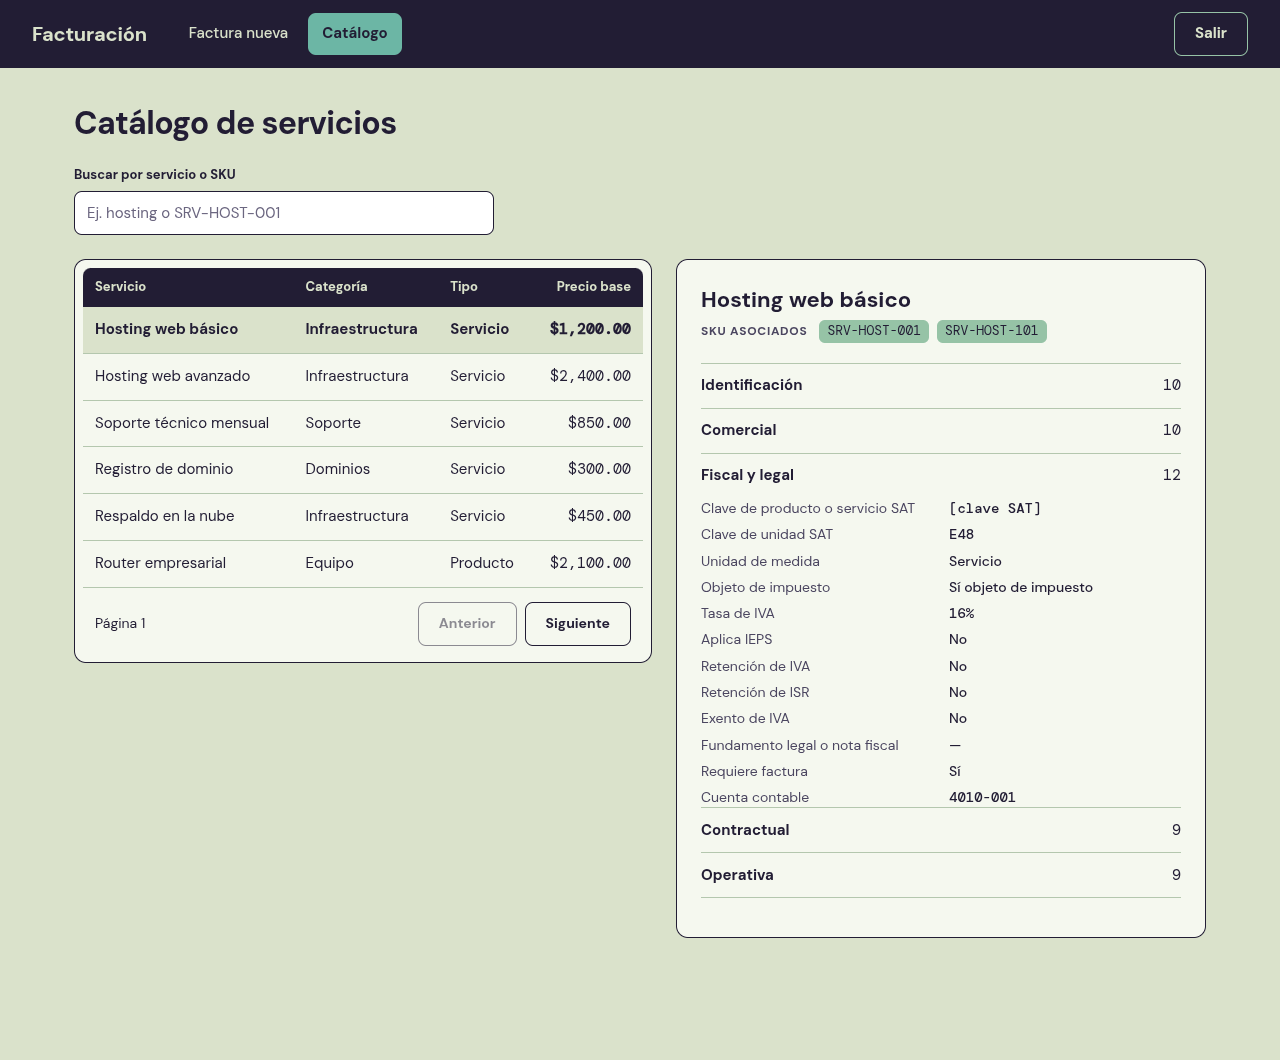 Facturación Factura nueva Catálogo Salir
Catálogo de servicios
Buscar por servicio o SKU
Ej. hosting o SRV-HOST-001
Servicio Categoría Tipo Precio base
Hosting web básico Infraestructura Servicio $1,200.00
Hosting web avanzado Infraestructura Servicio $2,400.00
Soporte técnico mensual Soporte Servicio $850.00
Registro de dominio Dominios Servicio $300.00
Respaldo en la nube Infraestructura Servicio $450.00
Router empresarial Equipo Producto $2,100.00
Página 1 Anterior Siguiente
Hosting web básico
SKU ASOCIADOS SRV-HOST-001 SRV-HOST-101
Identificación 10
Comercial 10
Fiscal y legal 12
Clave de producto o servicio SAT [clave SAT]
Clave de unidad SAT E48
Unidad de medida Servicio
Objeto de impuesto Sí objeto de impuesto
Tasa de IVA 16%
Aplica IEPS No
Retención de IVA No
Retención de ISR No
Exento de IVA No
Fundamento legal o nota fiscal —
Requiere factura Sí
Cuenta contable 4010-001
Contractual 9
Operativa 9